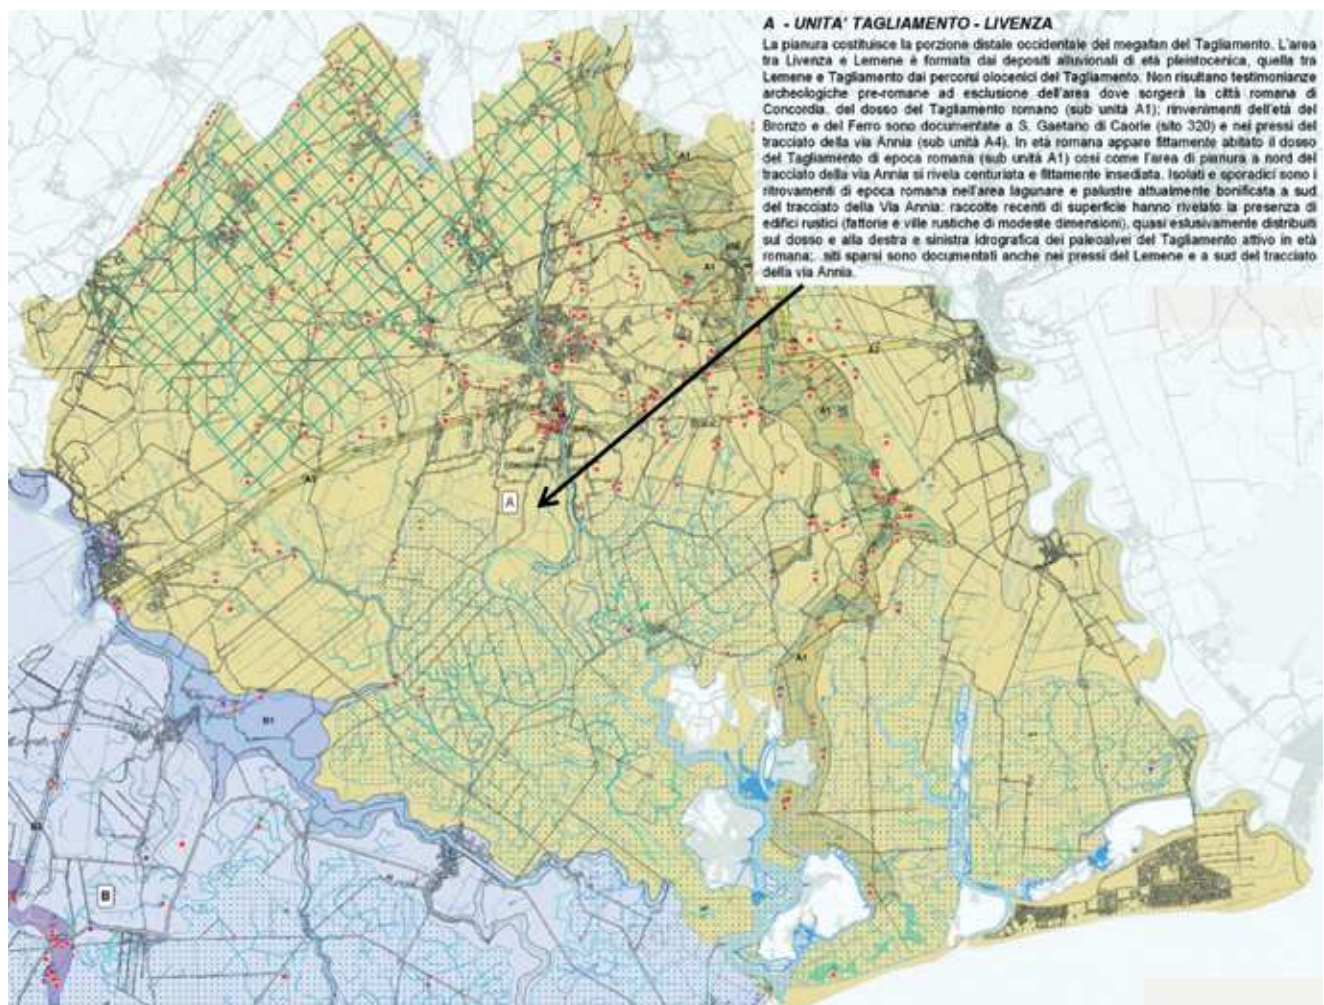 A - UNITA' TAGLIAMENTO - LIVENZA
La pianura costituisce la porzione distale occidentale del megafan del Tagliamento. L'area
tra Livenza e Lemene è formata dai depositi alluvionali di età pleistocenica, quella tra
Lemene e Tagliamento dai percorsi olocenici del Tagliamento. Non risultano testimonianze
archeologiche pre-romane ad esclusione dell'area dove sorgerà la città romana di
Concordia, del dosso del Tagliamento romano (sub unità A1); rinvenimenti dell'età del
Bronzo e del Ferro sono documentate a S. Gaetano di Caorle (sito 320) e nei pressi del
tracciato della via Annia (sub unità A4). In età romana appare fittamente abitato il dosso
del Tagliamento di epoca romana (sub unità A1) così come l'area di pianura a nord del
tracciato della via Annia si rivela centuriata e fittamente insediata. Isolati e sporadici sono i
ritrovamenti di epoca romana nell'area lagunare e palustre attualmente bonificata a sud
del tracciato della Via Annia: raccolte recenti di superficie hanno rivelato la presenza di
edifici rustici (fattorie e ville rustiche di modeste dimensioni), quasi eslusivamente distribuiti
sul dosso e alla destra e sinistra idrografica dei paleoalvei del Tagliamento attivo in età
romana; siti sparsi sono documentati anche nei pressi del Lemene e a sud del tracciato
della via Annia.
A1
A1
A1
A
A1
B1
B